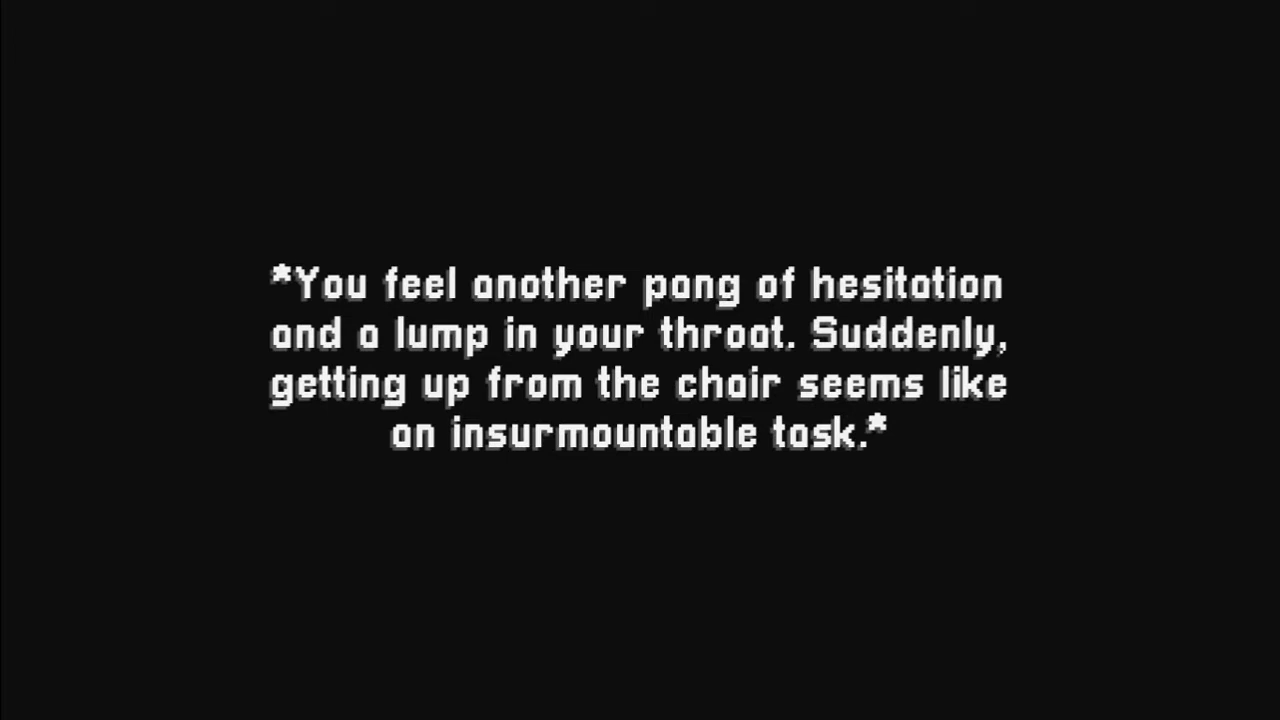 *You feel another pang of hesitation
and a lump in your throat. Suddenly,
getting up from the chair seems like
an insurmountable task.*